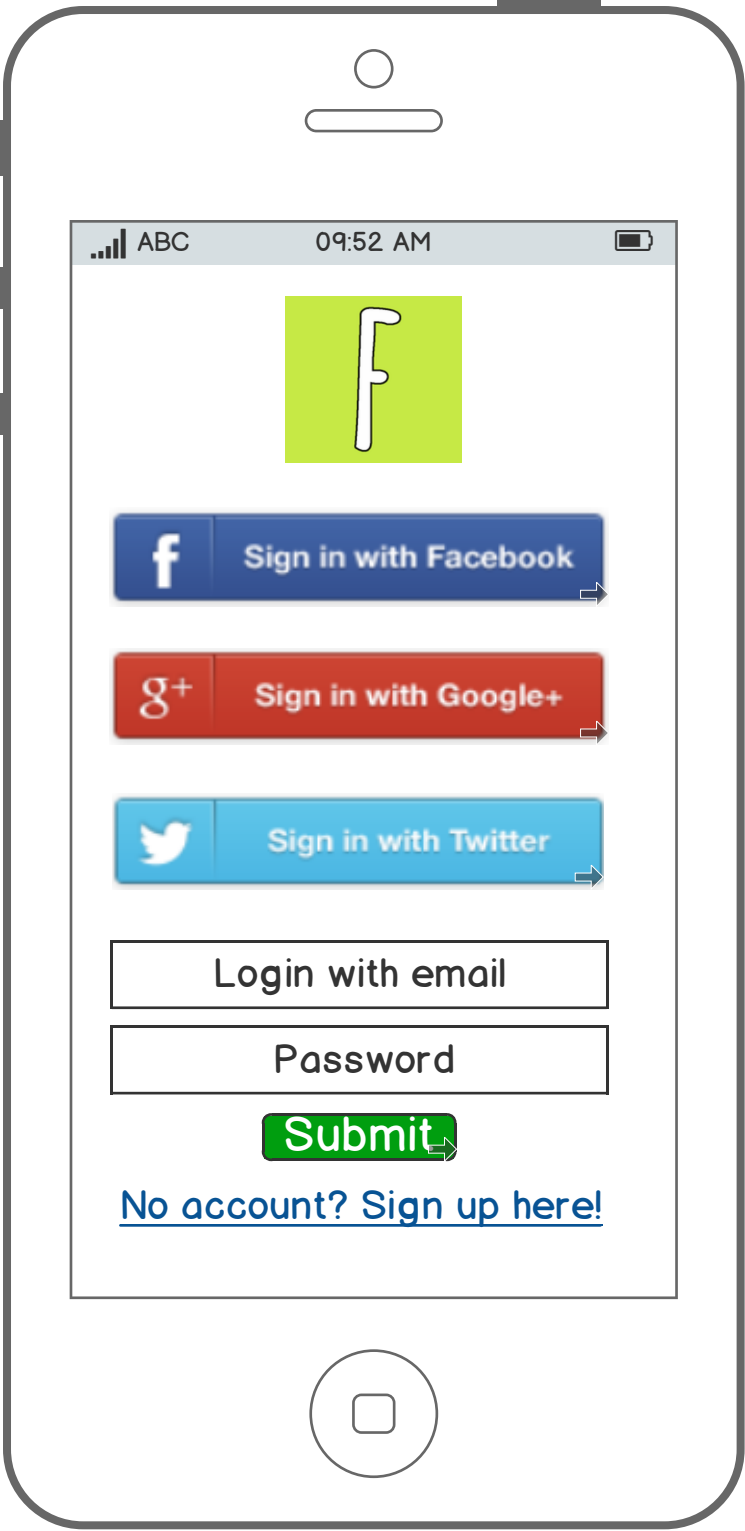 ABC 09:52 AM
F
f Sign in with Facebook
g+ Sign in with Google+
Sign in with Twitter
Login with email
Password
Submit
No account? Sign up here!